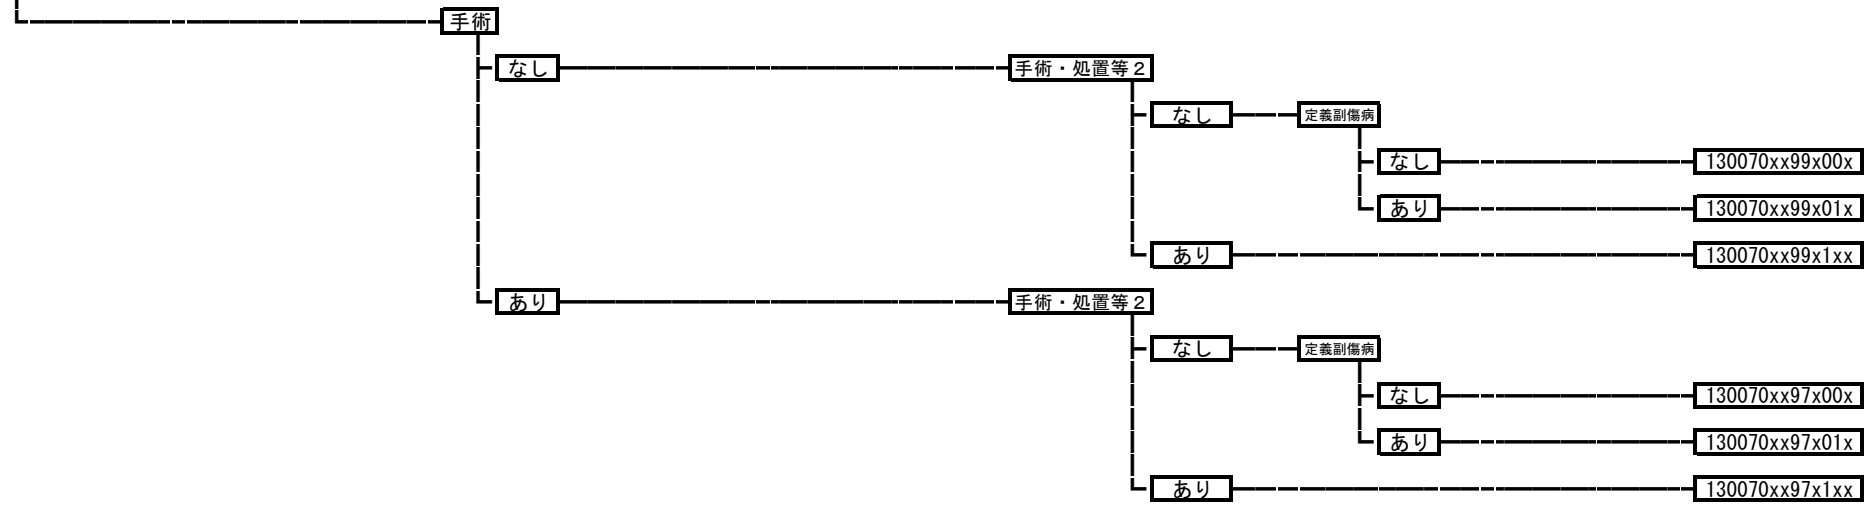 手術
なし 手術・処置等２
なし 定義副傷病
なし 130070xx99x00x
あり 130070xx99x01x
あり 130070xx99x1xx
あり 手術・処置等２
なし 定義副傷病
なし 130070xx97x00x
あり 130070xx97x01x
あり 130070xx97x1xx